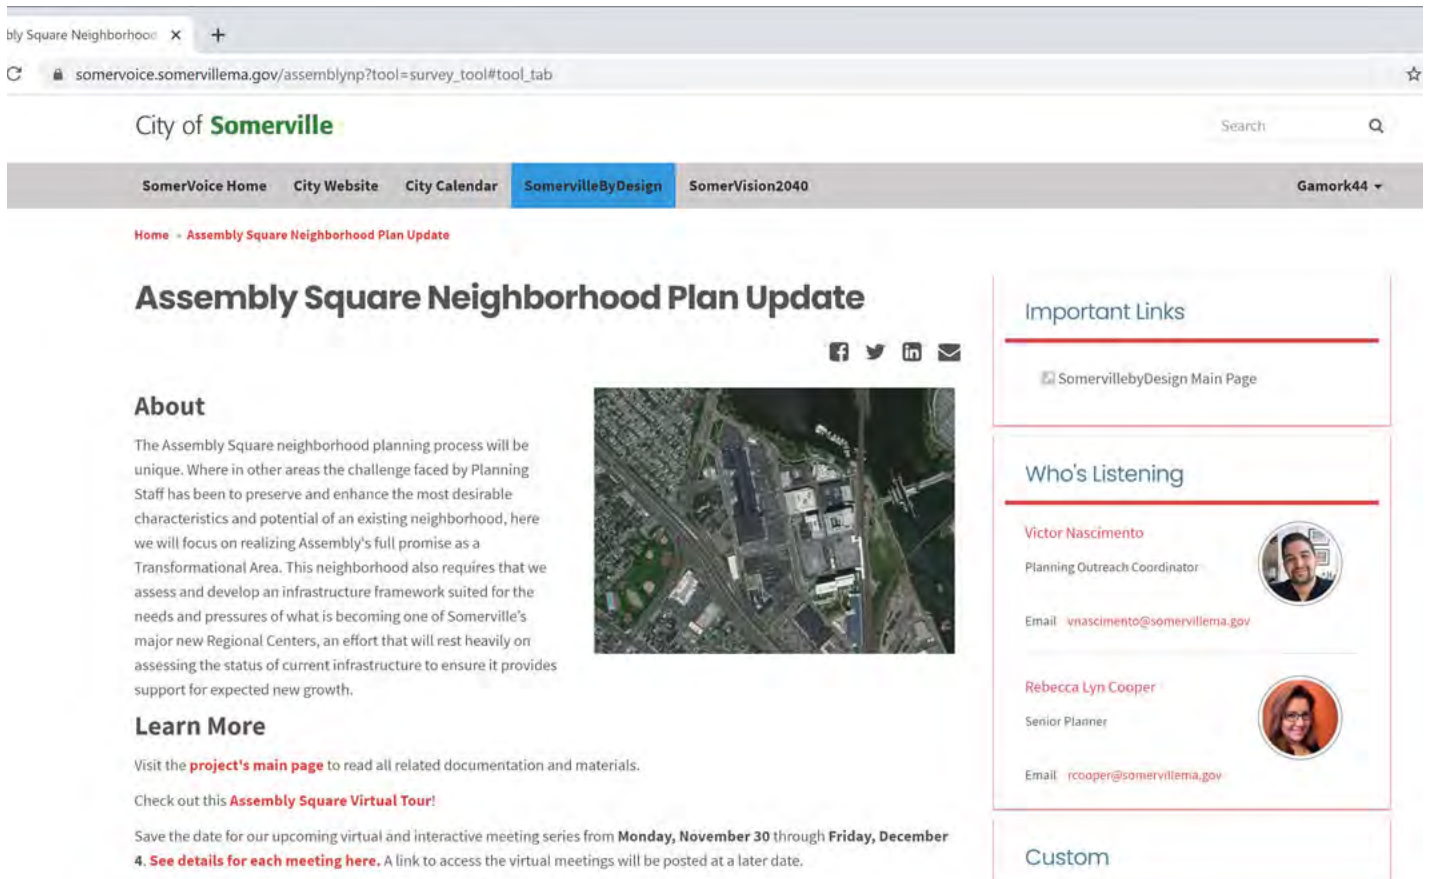 bly Square Neighborhood
somervoice.somervillema.gov/assemblynp?tool=survey_tool#tool_tab
City of Somerville
Search
SomerVoice Home City Website City Calendar SomervilleByDesign SomerVision2040 Gamork44
Home » Assembly Square Neighborhood Plan Update
Assembly Square Neighborhood Plan Update
About
The Assembly Square neighborhood planning process will be
unique. Where in other areas the challenge faced by Planning
Staff has been to preserve and enhance the most desirable
characteristics and potential of an existing neighborhood, here
we will focus on realizing Assembly's full promise as a
Transformational Area. This neighborhood also requires that we
assess and develop an infrastructure framework suited for the
needs and pressures of what is becoming one of Somerville's
major new Regional Centers, an effort that will rest heavily on
assessing the status of current infrastructure to ensure it provides
support for expected new growth.
Learn More
Visit the project's main page to read all related documentation and materials.
Check out this Assembly Square Virtual Tour!
Save the date for our upcoming virtual and interactive meeting series from Monday, November 30 through Friday, December
4. See details for each meeting here. A link to access the virtual meetings will be posted at a later date.
Important Links
SomervillebyDesign Main Page
Who's Listening
Victor Nascimento
Planning Outreach Coordinator
Email vnascimento@somervillema.gov
Rebecca Lyn Cooper
Senior Planner
Email rcooper@somervillema.gov
Custom